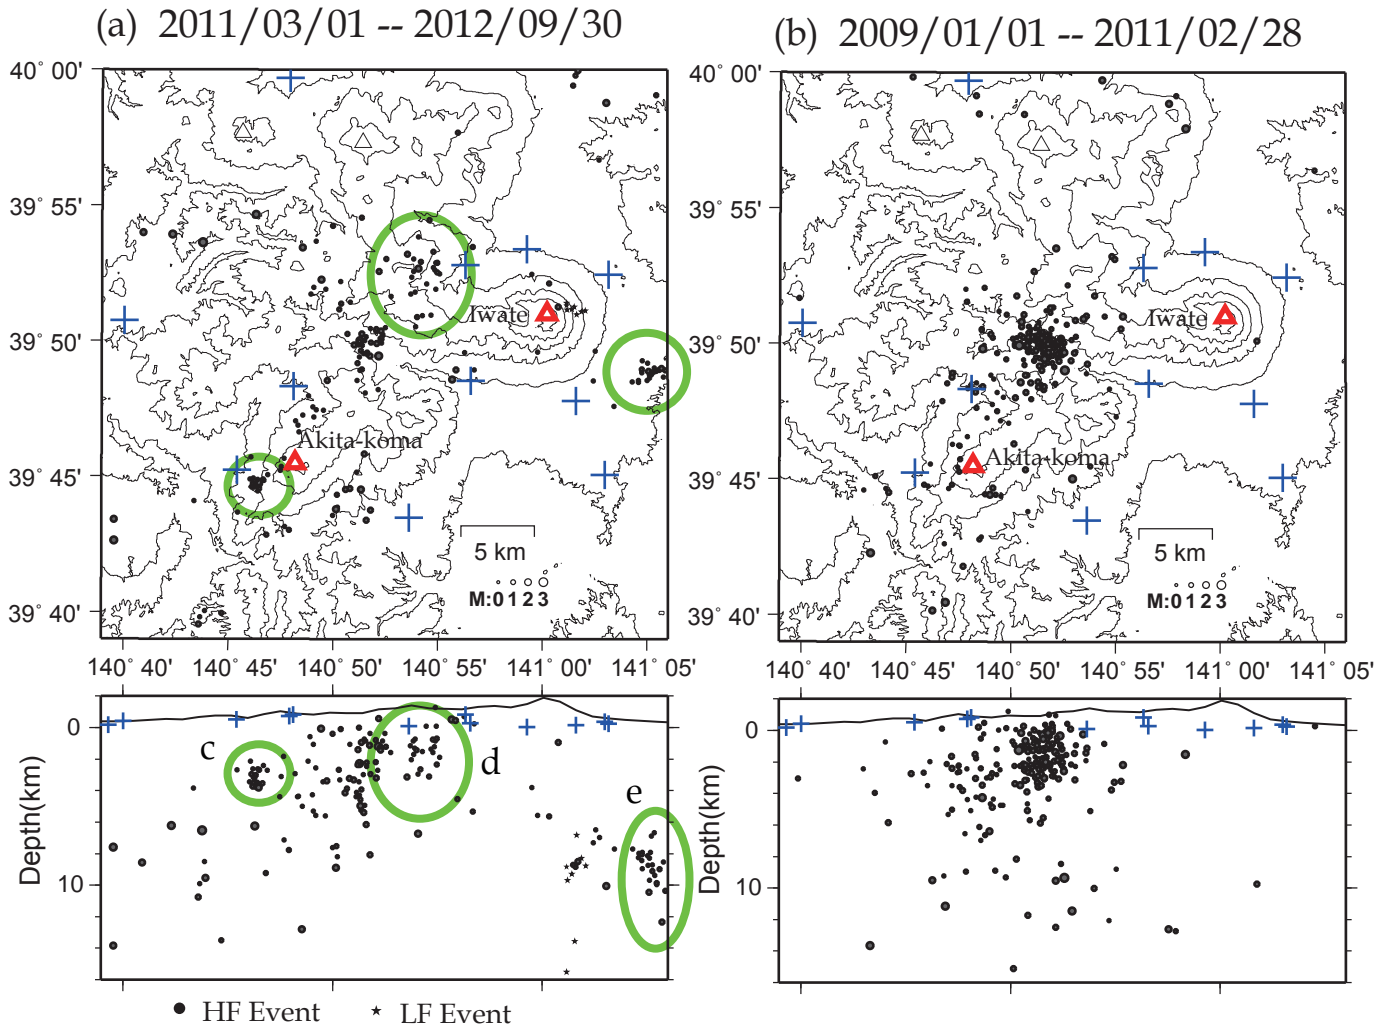 (a) 2011/03/01 -- 2012/09/30
(b) 2009/01/01 -- 2011/02/28
40° 00'
39° 55'
39° 50'
39° 45'
39° 40'
Iwate
Akita-koma
5 km
M:0 1 2 3
140° 40' 140° 45' 140° 50' 140° 55' 141° 00' 141° 05'
40° 00'
39° 55'
39° 50'
39° 45'
39° 40'
Iwate
Akita-koma
5 km
M:0 1 2 3
140° 40' 140° 45' 140° 50' 140° 55' 141° 00' 141° 05'
0
10
Depth(km)
c
d
e
0
10
Depth(km)
HF Event
LF Event